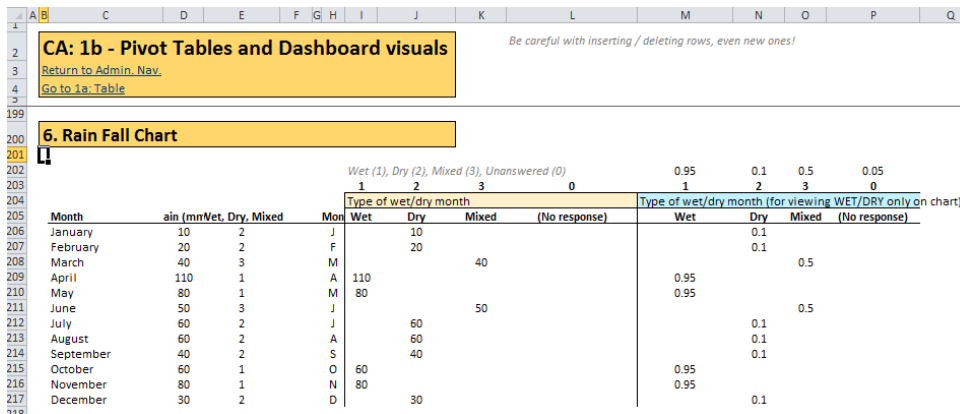 A B C D E F G H I J K L M N O P Q
1
2 CA: 1b - Pivot Tables and Dashboard visuals Be careful with inserting / deleting rows, even new ones!
3 Return to Admin. Nav.
4 Go to 1a: Table
5
199
200 6. Rain Fall Chart
201
202 Wet (1), Dry (2), Mixed (3), Unanswered (0) 0.95 0.1 0.5 0.05
203 1 2 3 0 1 2 3 0
204 Type of wet/dry month Type of wet/dry month (for viewing WET/DRY only on chart)
205 Month ain (mm Wet, Dry, Mixed Mon Wet Dry Mixed (No response) Wet Dry Mixed (No response)
206 January 10 2 J 10 0.1
207 February 20 2 F 20 0.1
208 March 40 3 M 40 0.5
209 April 110 1 A 110 0.95
210 May 80 1 M 80 0.95
211 June 50 3 J 50 0.5
212 July 60 2 J 60 0.1
213 August 60 2 A 60 0.1
214 September 40 2 S 40 0.1
215 October 60 1 O 60 0.95
216 November 80 1 N 80 0.95
217 December 30 2 D 30 0.1
218